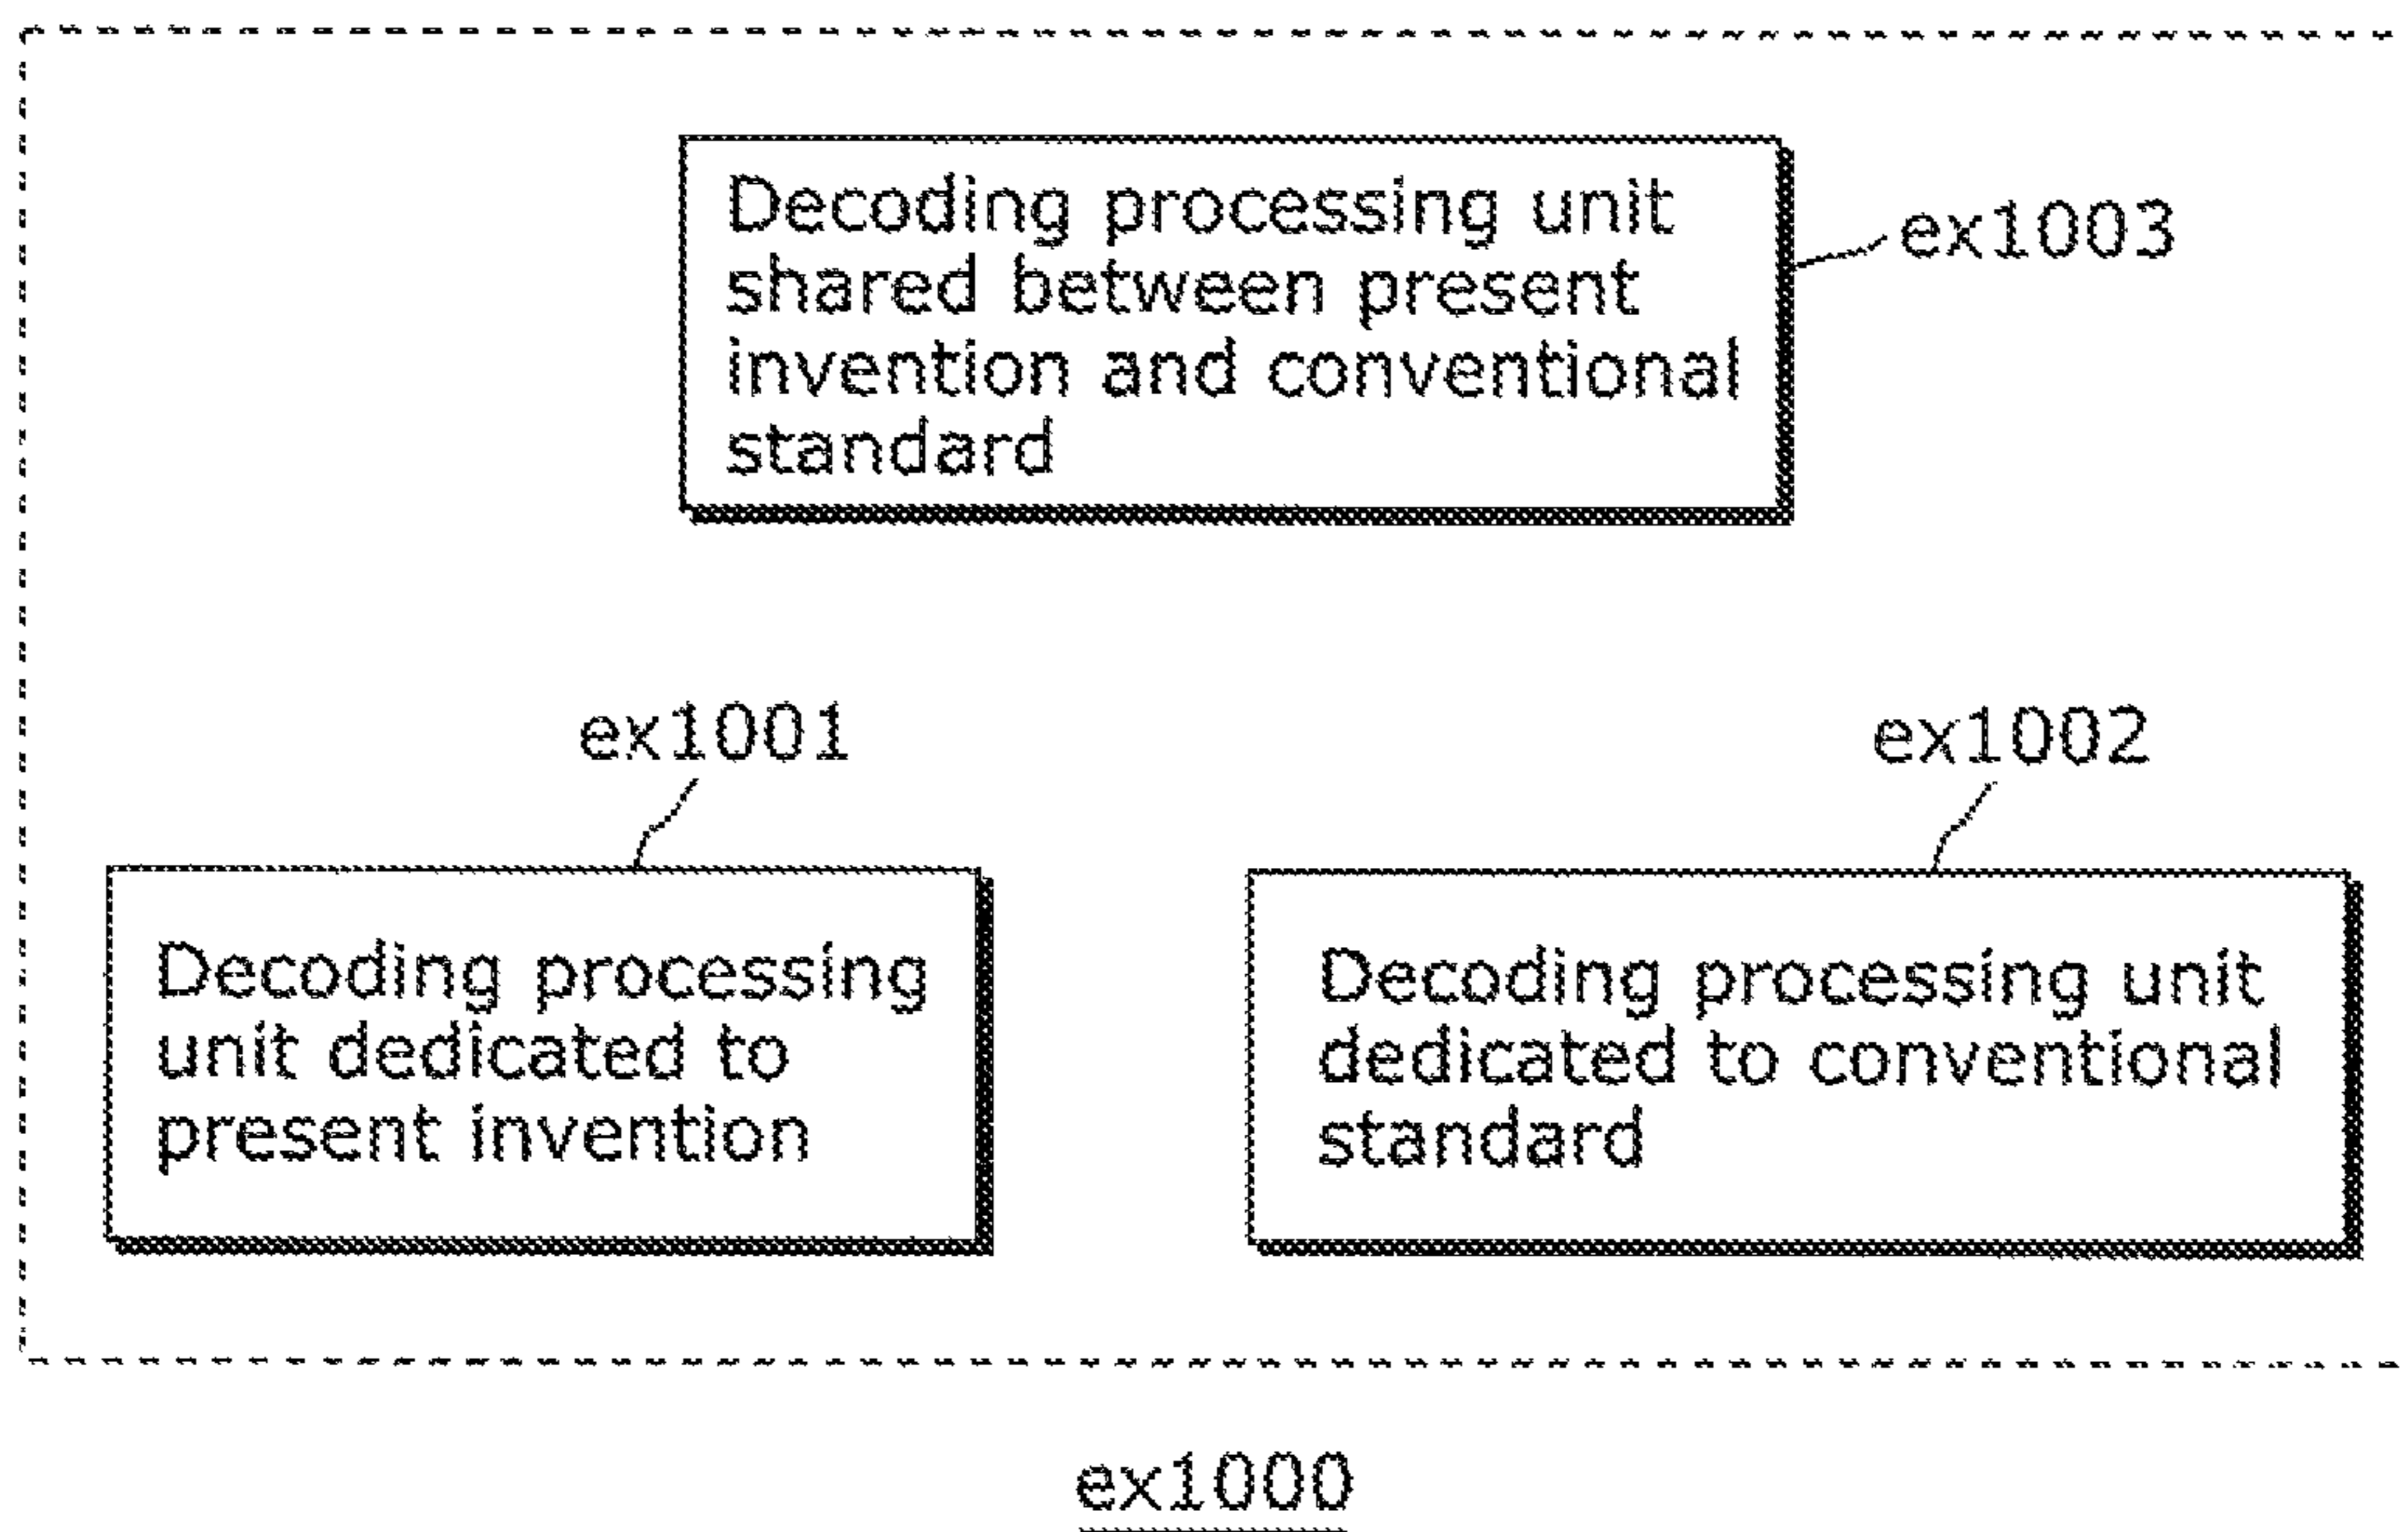 Decoding processing unit
shared between present
invention and conventional
standard
ex1003
ex1001
ex1002
Decoding processing
unit dedicated to
present invention
Decoding processing unit
dedicated to conventional
standard
ex1000